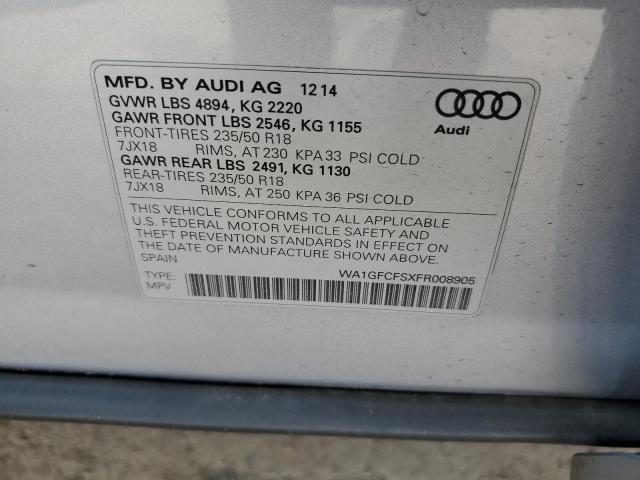 MFD. BY AUDI AG 12 14
GVWR LBS 4894, KG 2220
GAWR FRONT LBS 2546, KG 1155
FRONT-TIRES 235/50 R18
7JX18 RIMS, AT 230 KPA 33 PSI COLD
GAWR REAR LBS 2491, KG 1130
REAR-TIRES 235/50 R18
7JX18 RIMS, AT 250 KPA 36 PSI COLD
Audi
THIS VEHICLE CONFORMS TO ALL APPLICABLE
U.S. FEDERAL MOTOR VEHICLE SAFETY AND
THEFT PREVENTION STANDARDS IN EFFECT ON
THE DATE OF MANUFACTURE SHOWN ABOVE.
SPAIN
WA1GFCFSXFR008905
TYPE:
MPV